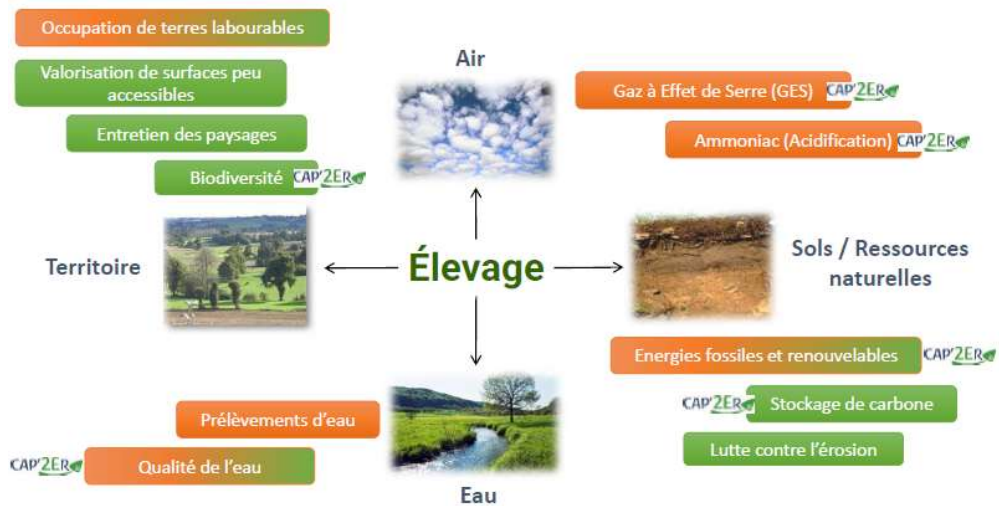 Occupation de terres labourables
Valorisation de surfaces peu
accessibles
Entretien des paysages
Biodiversité CAP'2ER
Air
Gaz à Effet de Serre (GES) CAP'2ER
Ammoniac (Acidification) CAP'2ER
Territoire
Élevage
Sols / Ressources
naturelles
Energies fossiles et renouvelables CAP'2ER
CAP'2ER Stockage de carbone
Lutte contre l'érosion
Prélèvements d'eau
CAP'2ER Qualité de l'eau
Eau